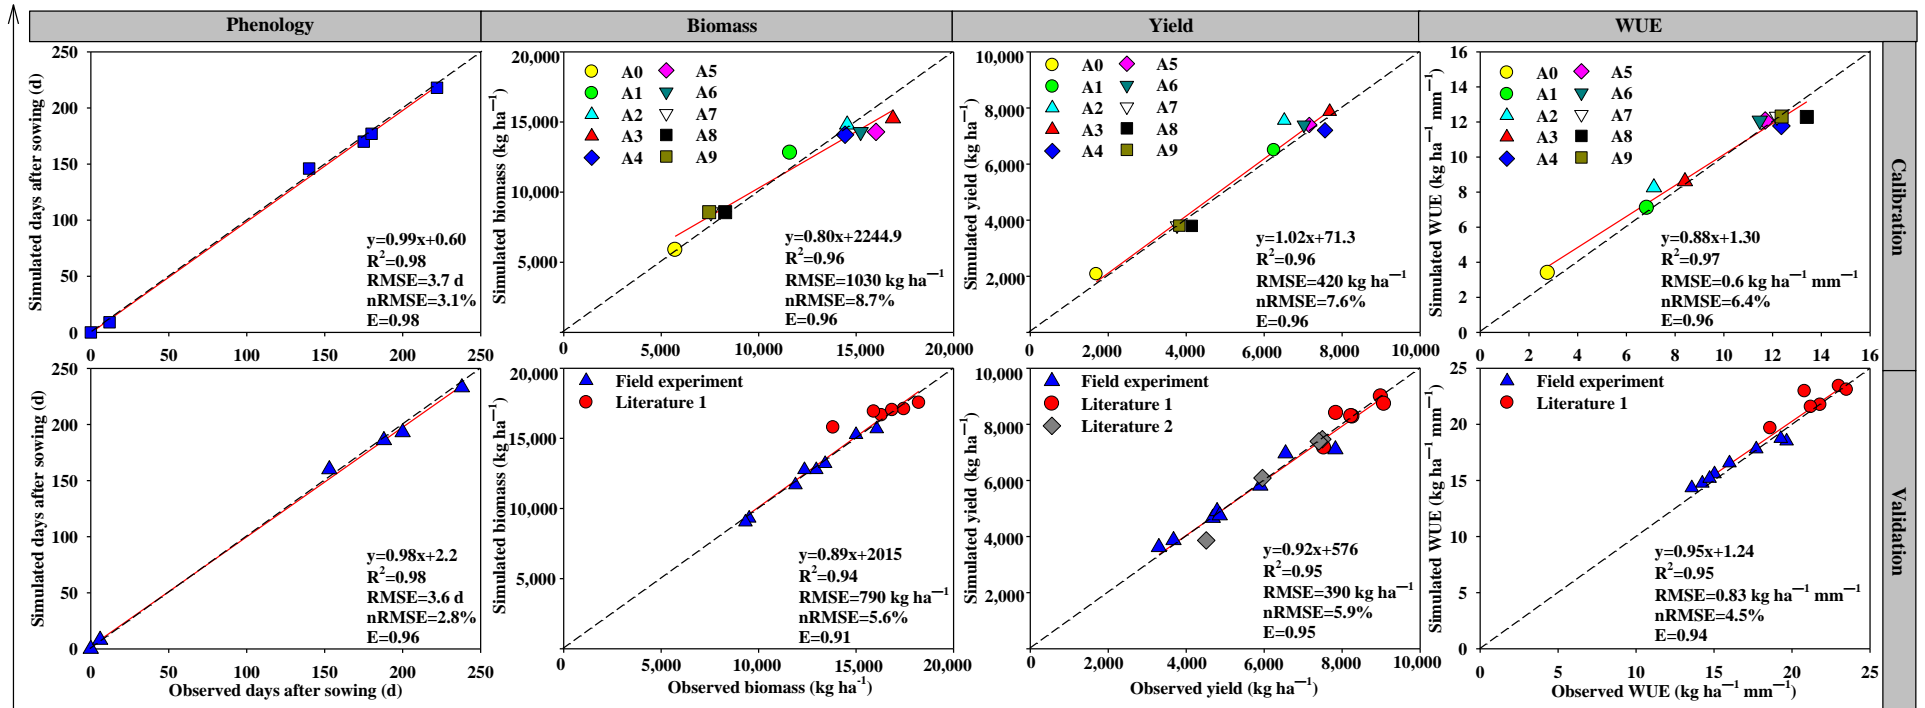 Phenology
Biomass
Yield
WUE
Calibration
Validation
Simulated days after sowing (d)
250
200
150
100
50
0
0
50
100
150
200
250
y=0.99x+0.60
R²=0.98
RMSE=3.7 d
nRMSE=3.1%
E=0.98
Simulated biomass (kg ha⁻¹)
20,000
15,000
10,000
5,000
0
5,000
10,000
15,000
20,000
A0
A1
A2
A3
A4
A5
A6
A7
A8
A9
y=0.80x+2244.9
R²=0.96
RMSE=1030 kg ha⁻¹
nRMSE=8.7%
E=0.96
Simulated yield (kg ha⁻¹)
10,000
8,000
6,000
4,000
2,000
0
2,000
4,000
6,000
8,000
10,000
A0
A1
A2
A3
A4
A5
A6
A7
A8
A9
y=1.02x+71.3
R²=0.96
RMSE=420 kg ha⁻¹
nRMSE=7.6%
E=0.96
Simulated WUE (kg ha⁻¹ mm⁻¹)
16
14
12
10
8
6
4
2
0
0
2
4
6
8
10
12
14
16
A0
A1
A2
A3
A4
A5
A6
A7
A8
A9
y=0.88x+1.30
R²=0.97
RMSE=0.6 kg ha⁻¹ mm⁻¹
nRMSE=6.4%
E=0.96
Simulated days after sowing (d)
250
200
150
100
50
0
0
50
100
150
200
250
Observed days after sowing (d)
y=0.98x+2.2
R²=0.98
RMSE=3.6 d
nRMSE=2.8%
E=0.96
Simulated biomass (kg ha⁻¹)
20,000
15,000
10,000
5,000
0
5,000
10,000
15,000
20,000
Observed biomass (kg ha⁻¹)
Field experiment
Literature 1
y=0.89x+2015
R²=0.94
RMSE=790 kg ha⁻¹
nRMSE=5.6%
E=0.91
Simulated yield (kg ha⁻¹)
10,000
8,000
6,000
4,000
2,000
0
2,000
4,000
6,000
8,000
10,000
Observed yield (kg ha⁻¹)
Field experiment
Literature 1
Literature 2
y=0.92x+576
R²=0.95
RMSE=390 kg ha⁻¹
nRMSE=5.9%
E=0.95
Simulated WUE (kg ha⁻¹ mm⁻¹)
25
20
15
10
5
0
0
5
10
15
20
25
Observed WUE (kg ha⁻¹ mm⁻¹)
Field experiment
Literature 1
y=0.95x+1.24
R²=0.95
RMSE=0.83 kg ha⁻¹ mm⁻¹
nRMSE=4.5%
E=0.94